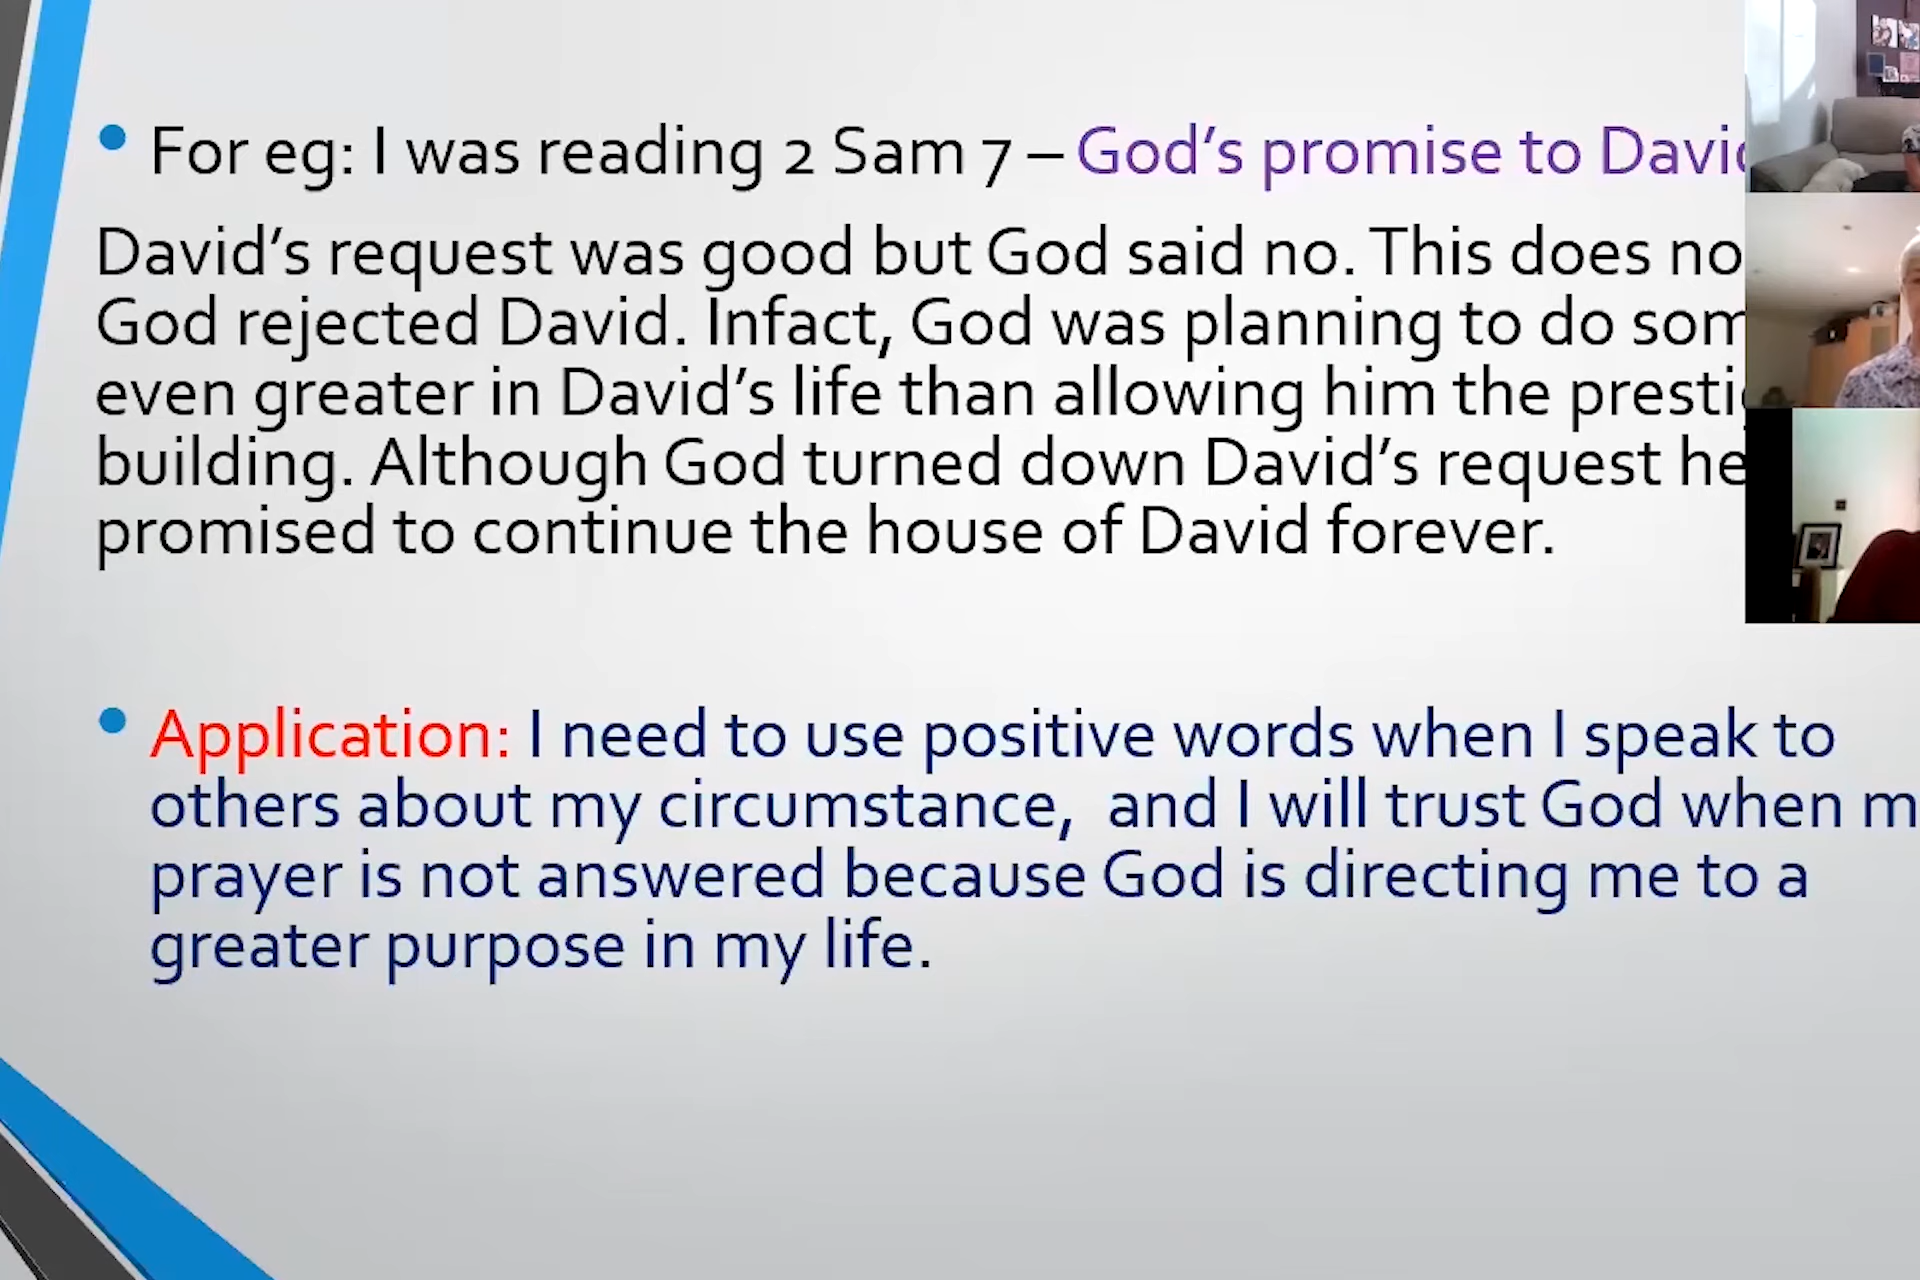 • For eg: I was reading 2 Sam 7 – God's promise to
David's request was good but God said no. This does
God rejected David. Infact, God was planning to do
even greater in David's life than allowing him the
building. Although God turned down David's request he
promised to continue the house of David forever.
• Application: I need to use positive words when I speak to
others about my circumstance,  and I will trust God when
prayer is not answered because God is directing me to a
greater purpose in my life.